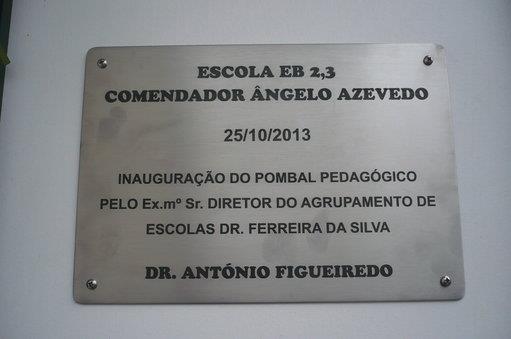 ESCOLA EB 2,3
COMENDADOR ÂNGELO AZEVEDO
25/10/2013
INAUGURAÇÃO DO POMBAL PEDAGÓGICO
PELO Ex.mº Sr. DIRETOR DO AGRUPAMENTO DE
ESCOLAS DR. FERREIRA DA SILVA
DR. ANTÓNIO FIGUEIREDO